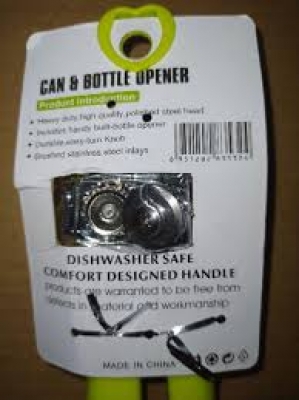 CAN & BOTTLE OPENER
Product introduction
• Heavy duty high quality polished steel head
• Includes handy built-bottle opener
• Durable easy-turn Knob
• Brushed stainless steel inlays
DISHWASHER SAFE
COMFORT DESIGNED HANDLE
products are warranted to be free from
defects in material and workmanship
MADE IN CHINA